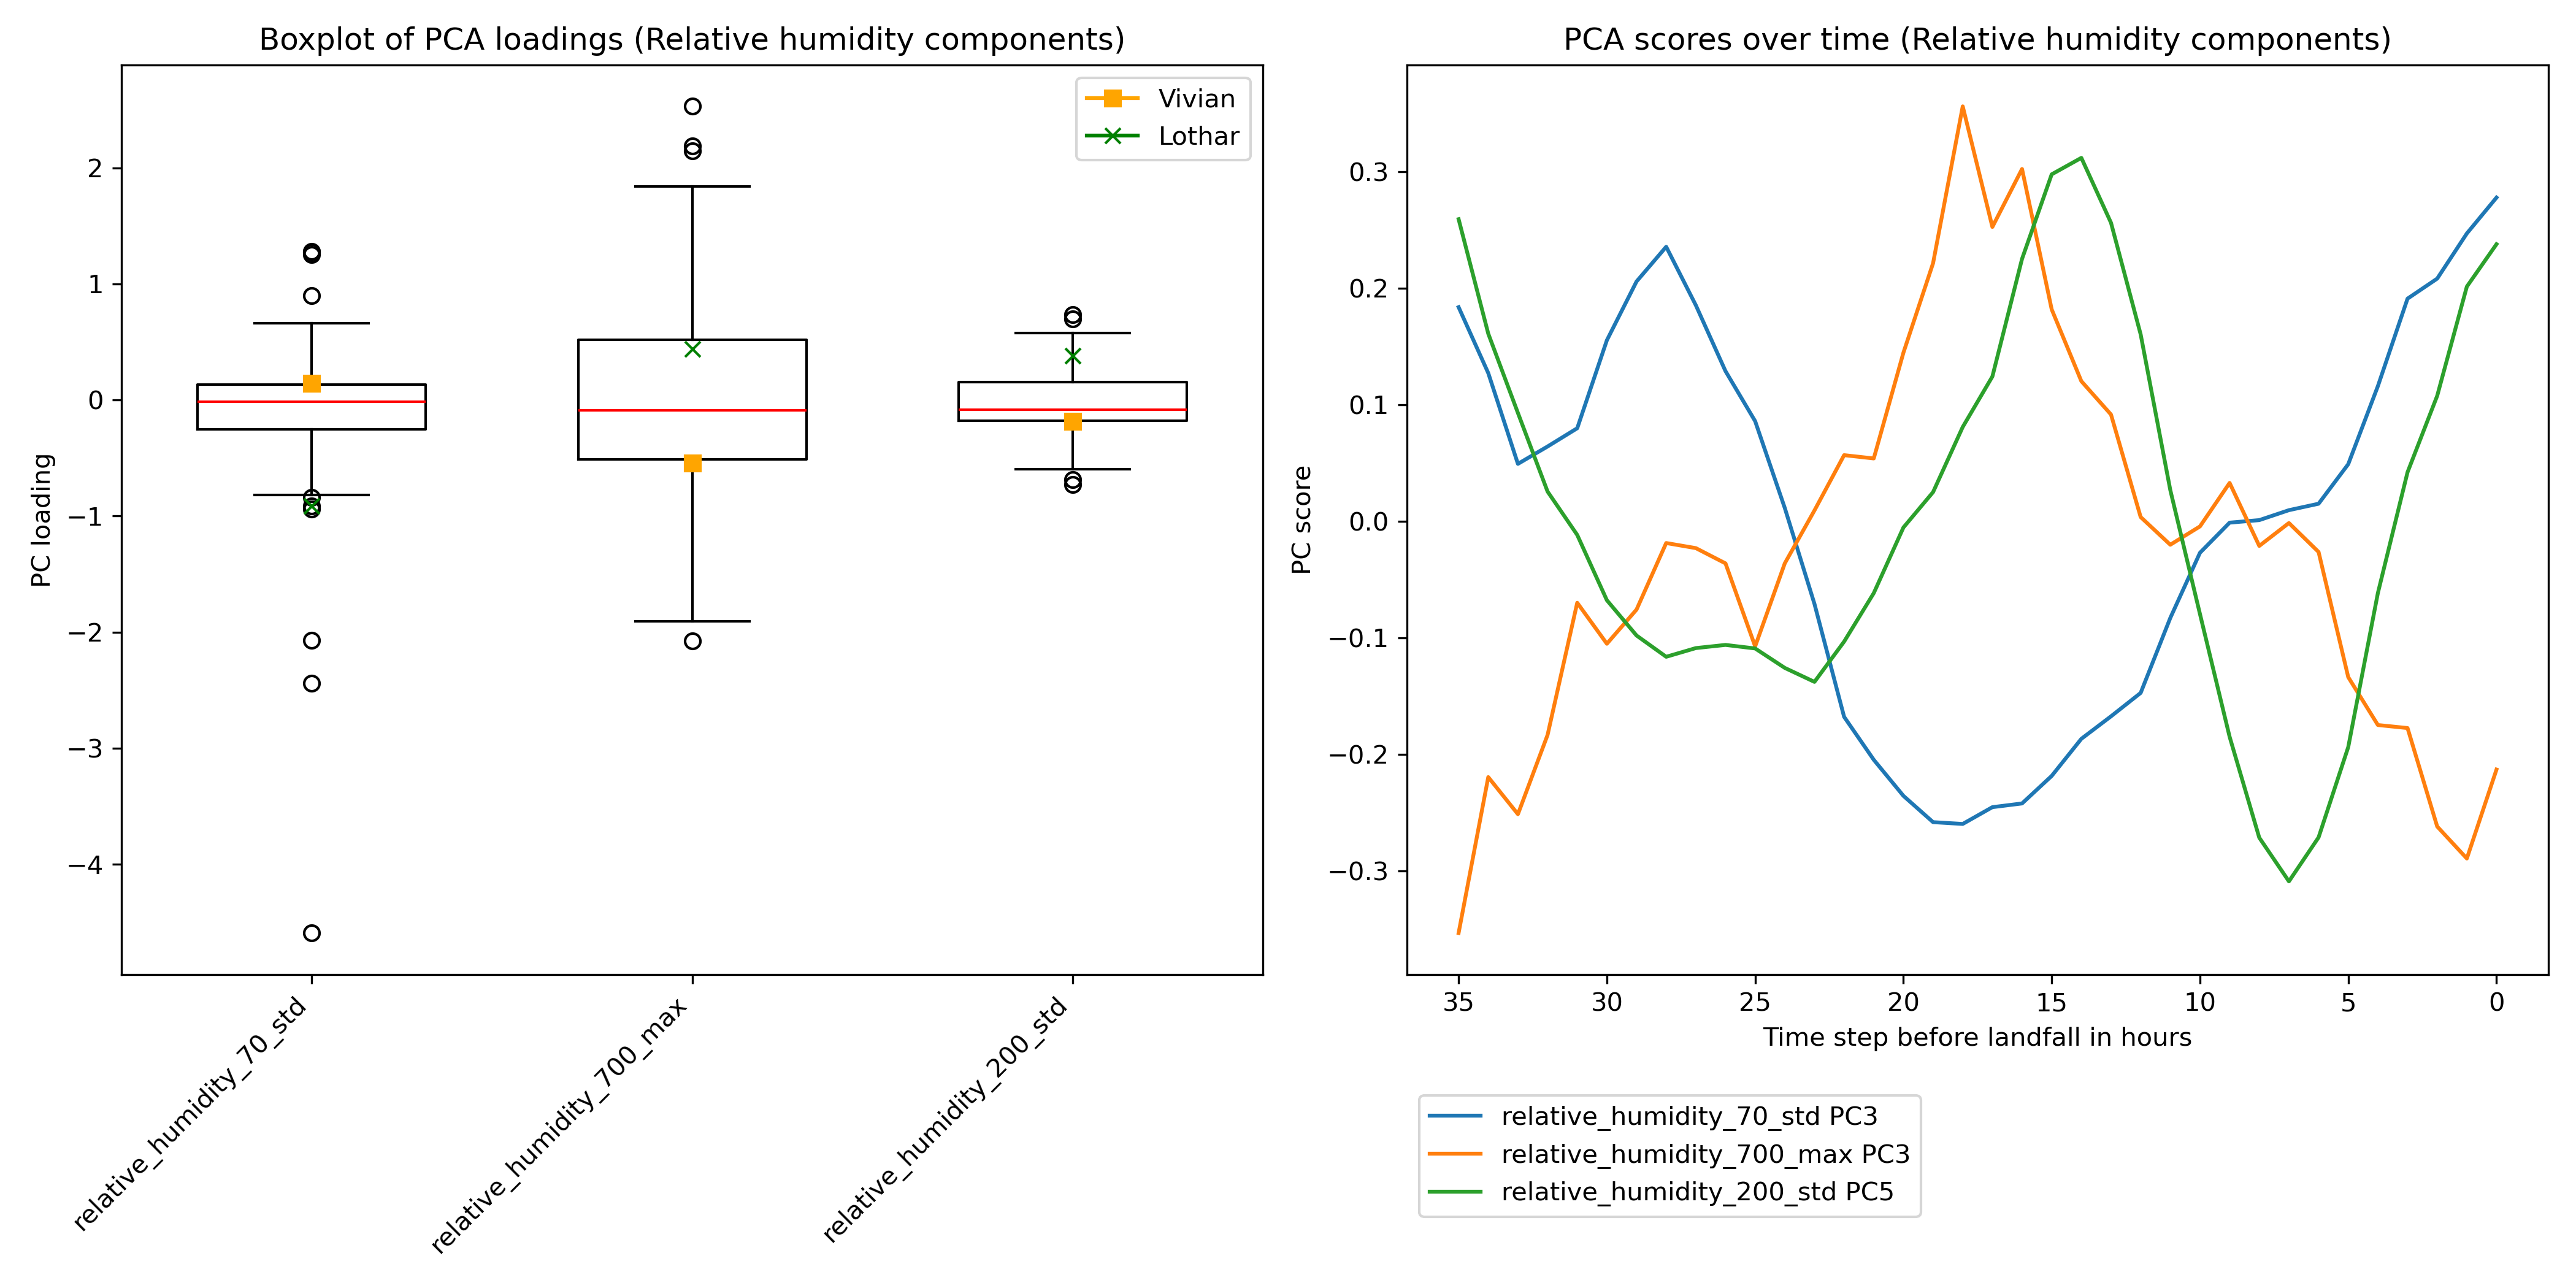 Boxplot of PCA loadings (Relative humidity components)
PC loading
2
1
0
−1
−2
−3
−4
Vivian
Lothar
relative_humidity_70_std
relative_humidity_700_max
relative_humidity_200_std
PCA scores over time (Relative humidity components)
PC score
0.3
0.2
0.1
0.0
−0.1
−0.2
−0.3
35 30 25 20 15 10 5 0
Time step before landfall in hours
relative_humidity_70_std PC3
relative_humidity_700_max PC3
relative_humidity_200_std PC5